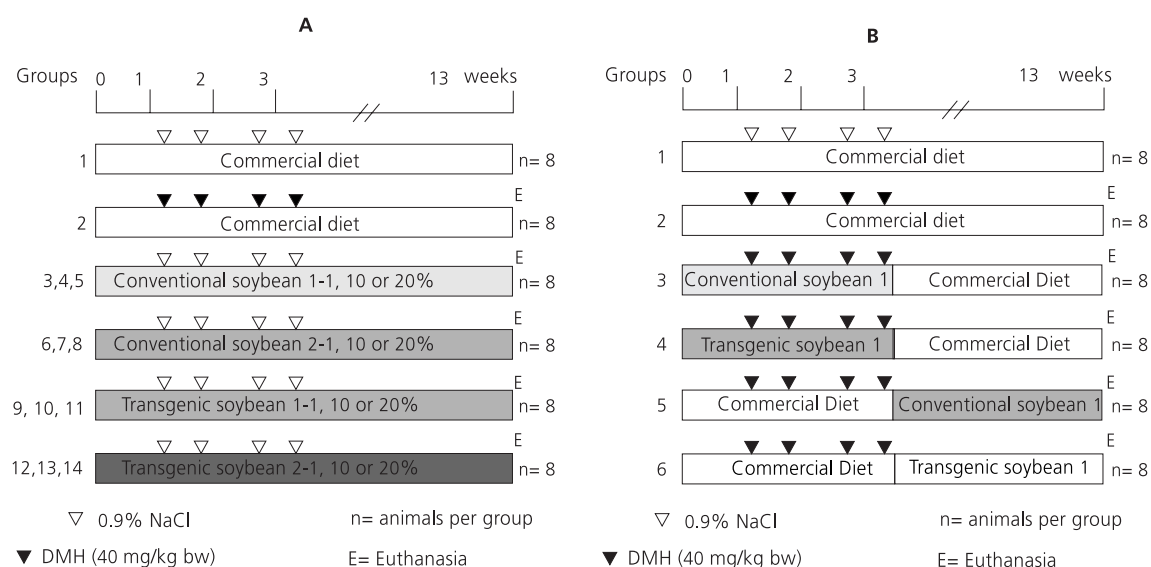 A
Groups 0 1 2 3 13 weeks
1 Commercial diet n= 8
E
2 Commercial diet n= 8
E
3,4,5 Conventional soybean 1-1, 10 or 20% n= 8
E
6,7,8 Conventional soybean 2-1, 10 or 20% n= 8
E
9, 10, 11 Transgenic soybean 1-1, 10 or 20% n= 8
E
12,13,14 Transgenic soybean 2-1, 10 or 20% n= 8
▽ 0.9% NaCl n= animals per group
▼ DMH (40 mg/kg bw) E= Euthanasia
B
Groups 0 1 2 3 13 weeks
1 Commercial diet n= 8
E
2 Commercial diet n= 8
E
3 Conventional soybean 1 Commercial Diet n= 8
E
4 Transgenic soybean 1 Commercial Diet n= 8
E
5 Commercial Diet Conventional soybean 1 n= 8
E
6 Commercial Diet Transgenic soybean 1 n= 8
▽ 0.9% NaCl n= animals per group
▼ DMH (40 mg/kg bw) E= Euthanasia